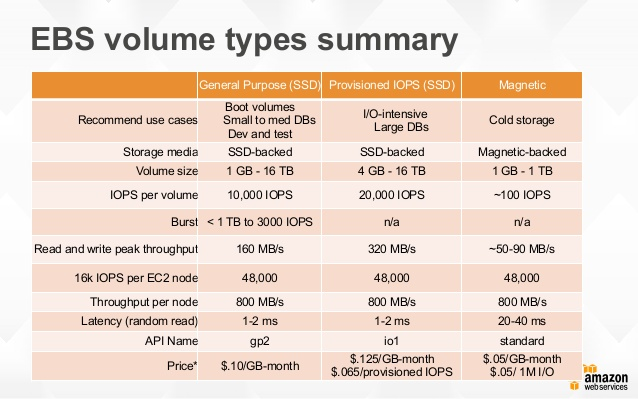 EBS volume types summary
General Purpose (SSD) Provisioned IOPS (SSD) Magnetic
Recommend use cases Boot volumes Small to med DBs Dev and test I/O-intensive Large DBs Cold storage
Storage media SSD-backed SSD-backed Magnetic-backed
Volume size 1 GB - 16 TB 4 GB - 16 TB 1 GB - 1 TB
IOPS per volume 10,000 IOPS 20,000 IOPS ~100 IOPS
Burst < 1 TB to 3000 IOPS n/a n/a
Read and write peak throughput 160 MB/s 320 MB/s ~50-90 MB/s
16k IOPS per EC2 node 48,000 48,000 48,000
Throughput per node 800 MB/s 800 MB/s 800 MB/s
Latency (random read) 1-2 ms 1-2 ms 20-40 ms
API Name gp2 io1 standard
Price* $.10/GB-month $.125/GB-month $.065/provisioned IOPS $.05/GB-month $.05/ 1M I/O
amazon
web services